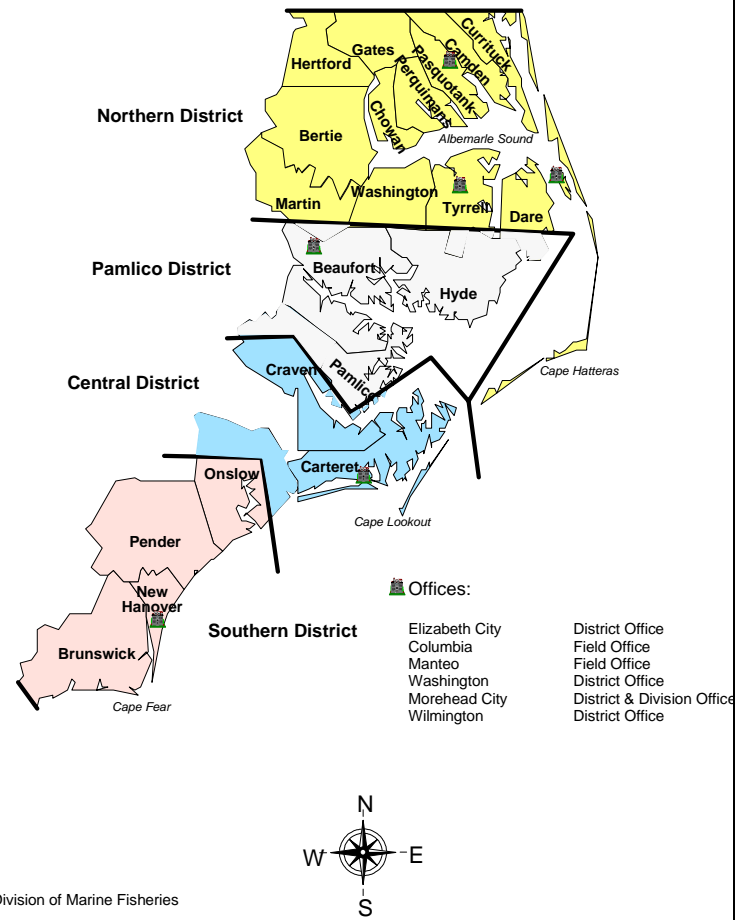 Currituck
Gates
Camden
Hertford
Pasquotank
Perquimans
Northern District
Chowan
Bertie
Albemarle Sound
Washington
Martin
Tyrrell
Dare
Pamlico District
Beaufort
Hyde
Central District
Craven
Pamlico
Cape Hatteras
Carteret
Onslow
Cape Lookout
Pender
New
Hanover
Offices:
Southern District
Brunswick
Cape Fear
Elizabeth City District Office
Columbia Field Office
Manteo Field Office
Washington District Office
Morehead City District & Division Office
Wilmington District Office
N
W E
S
Division of Marine Fisheries